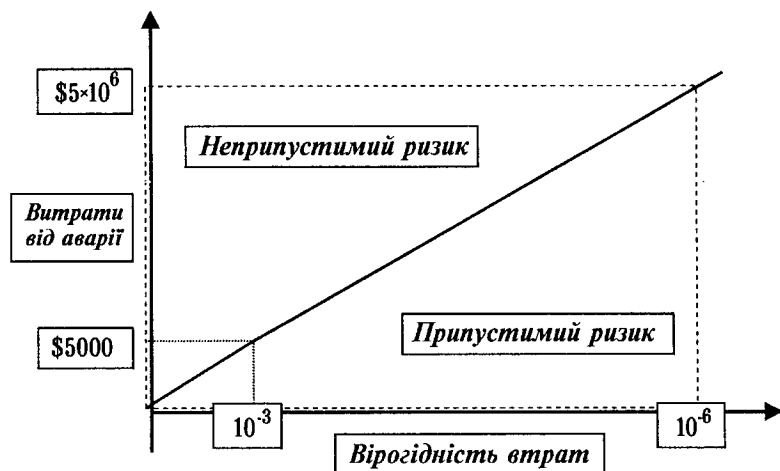 $5×10⁶
Неприпустимий ризик
Витрати
від аварії
$5000
Припустимий ризик
10⁻³
10⁻⁶
Вірогідність втрат